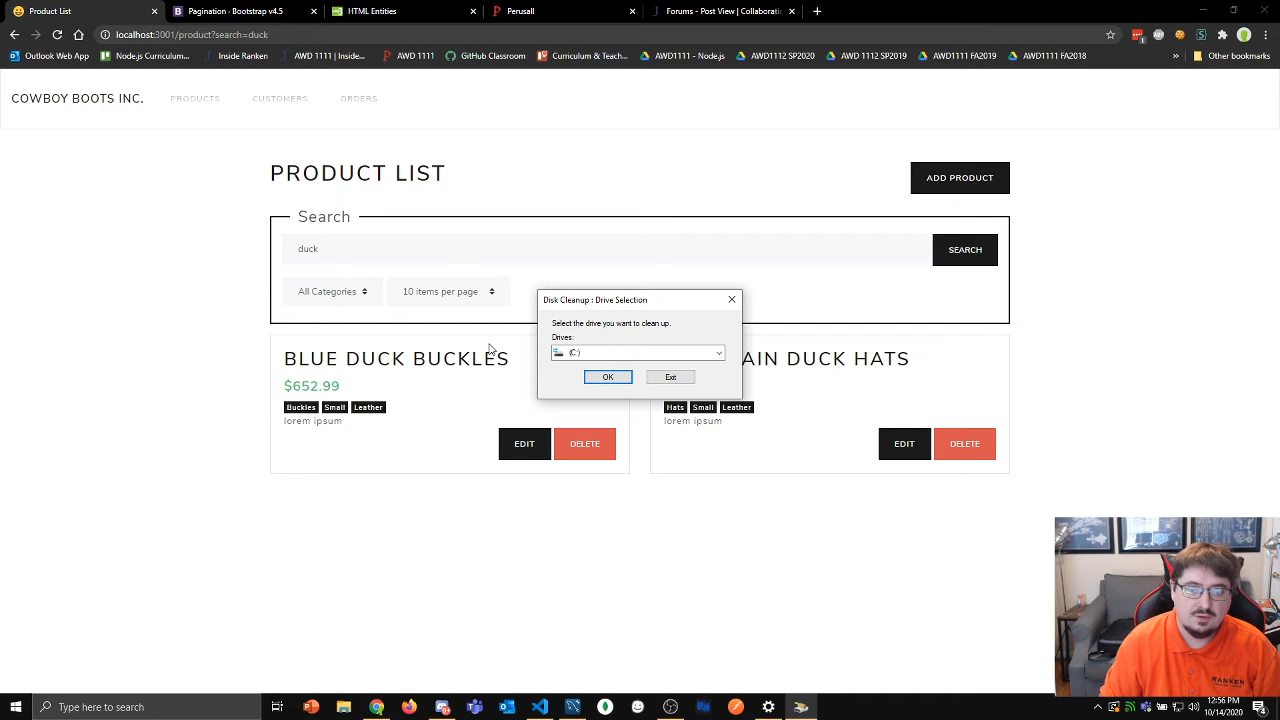 Product List
Pagination - Bootstrap v4.5
HTML Entities
Perusall
Forums - Post View | Collaboratic
localhost:3101/product?search=duck
Outlook Web App
Node.js Curriculum...
Inside Ranken
AWD 1111 | Inside...
AWD 1111
GitHub Classroom
Curriculum & Teach...
AWD1111 - Node.js
AWD1112 SP2020
AWD 1112 SP2019
AWD1111 FA2019
AWD1111 FA2018
Other bookmarks
COWBOY BOOTS INC.
PRODUCTS
CUSTOMERS
ORDERS
PRODUCT LIST
ADD PRODUCT
Search
duck
SEARCH
All Categories
10 items per page
Disk Cleanup : Drive Selection
Select the drive you want to clean up.
Drives:
(C:)
OK
Exit
BLUE DUCK BUCKLES
$652.99
Buckles Small Leather
lorem ipsum
EDIT
DELETE
AIN DUCK HATS
Hats Small Leather
lorem ipsum
EDIT
DELETE
RANKEN
Type here to search
12:56 PM
10/14/2020